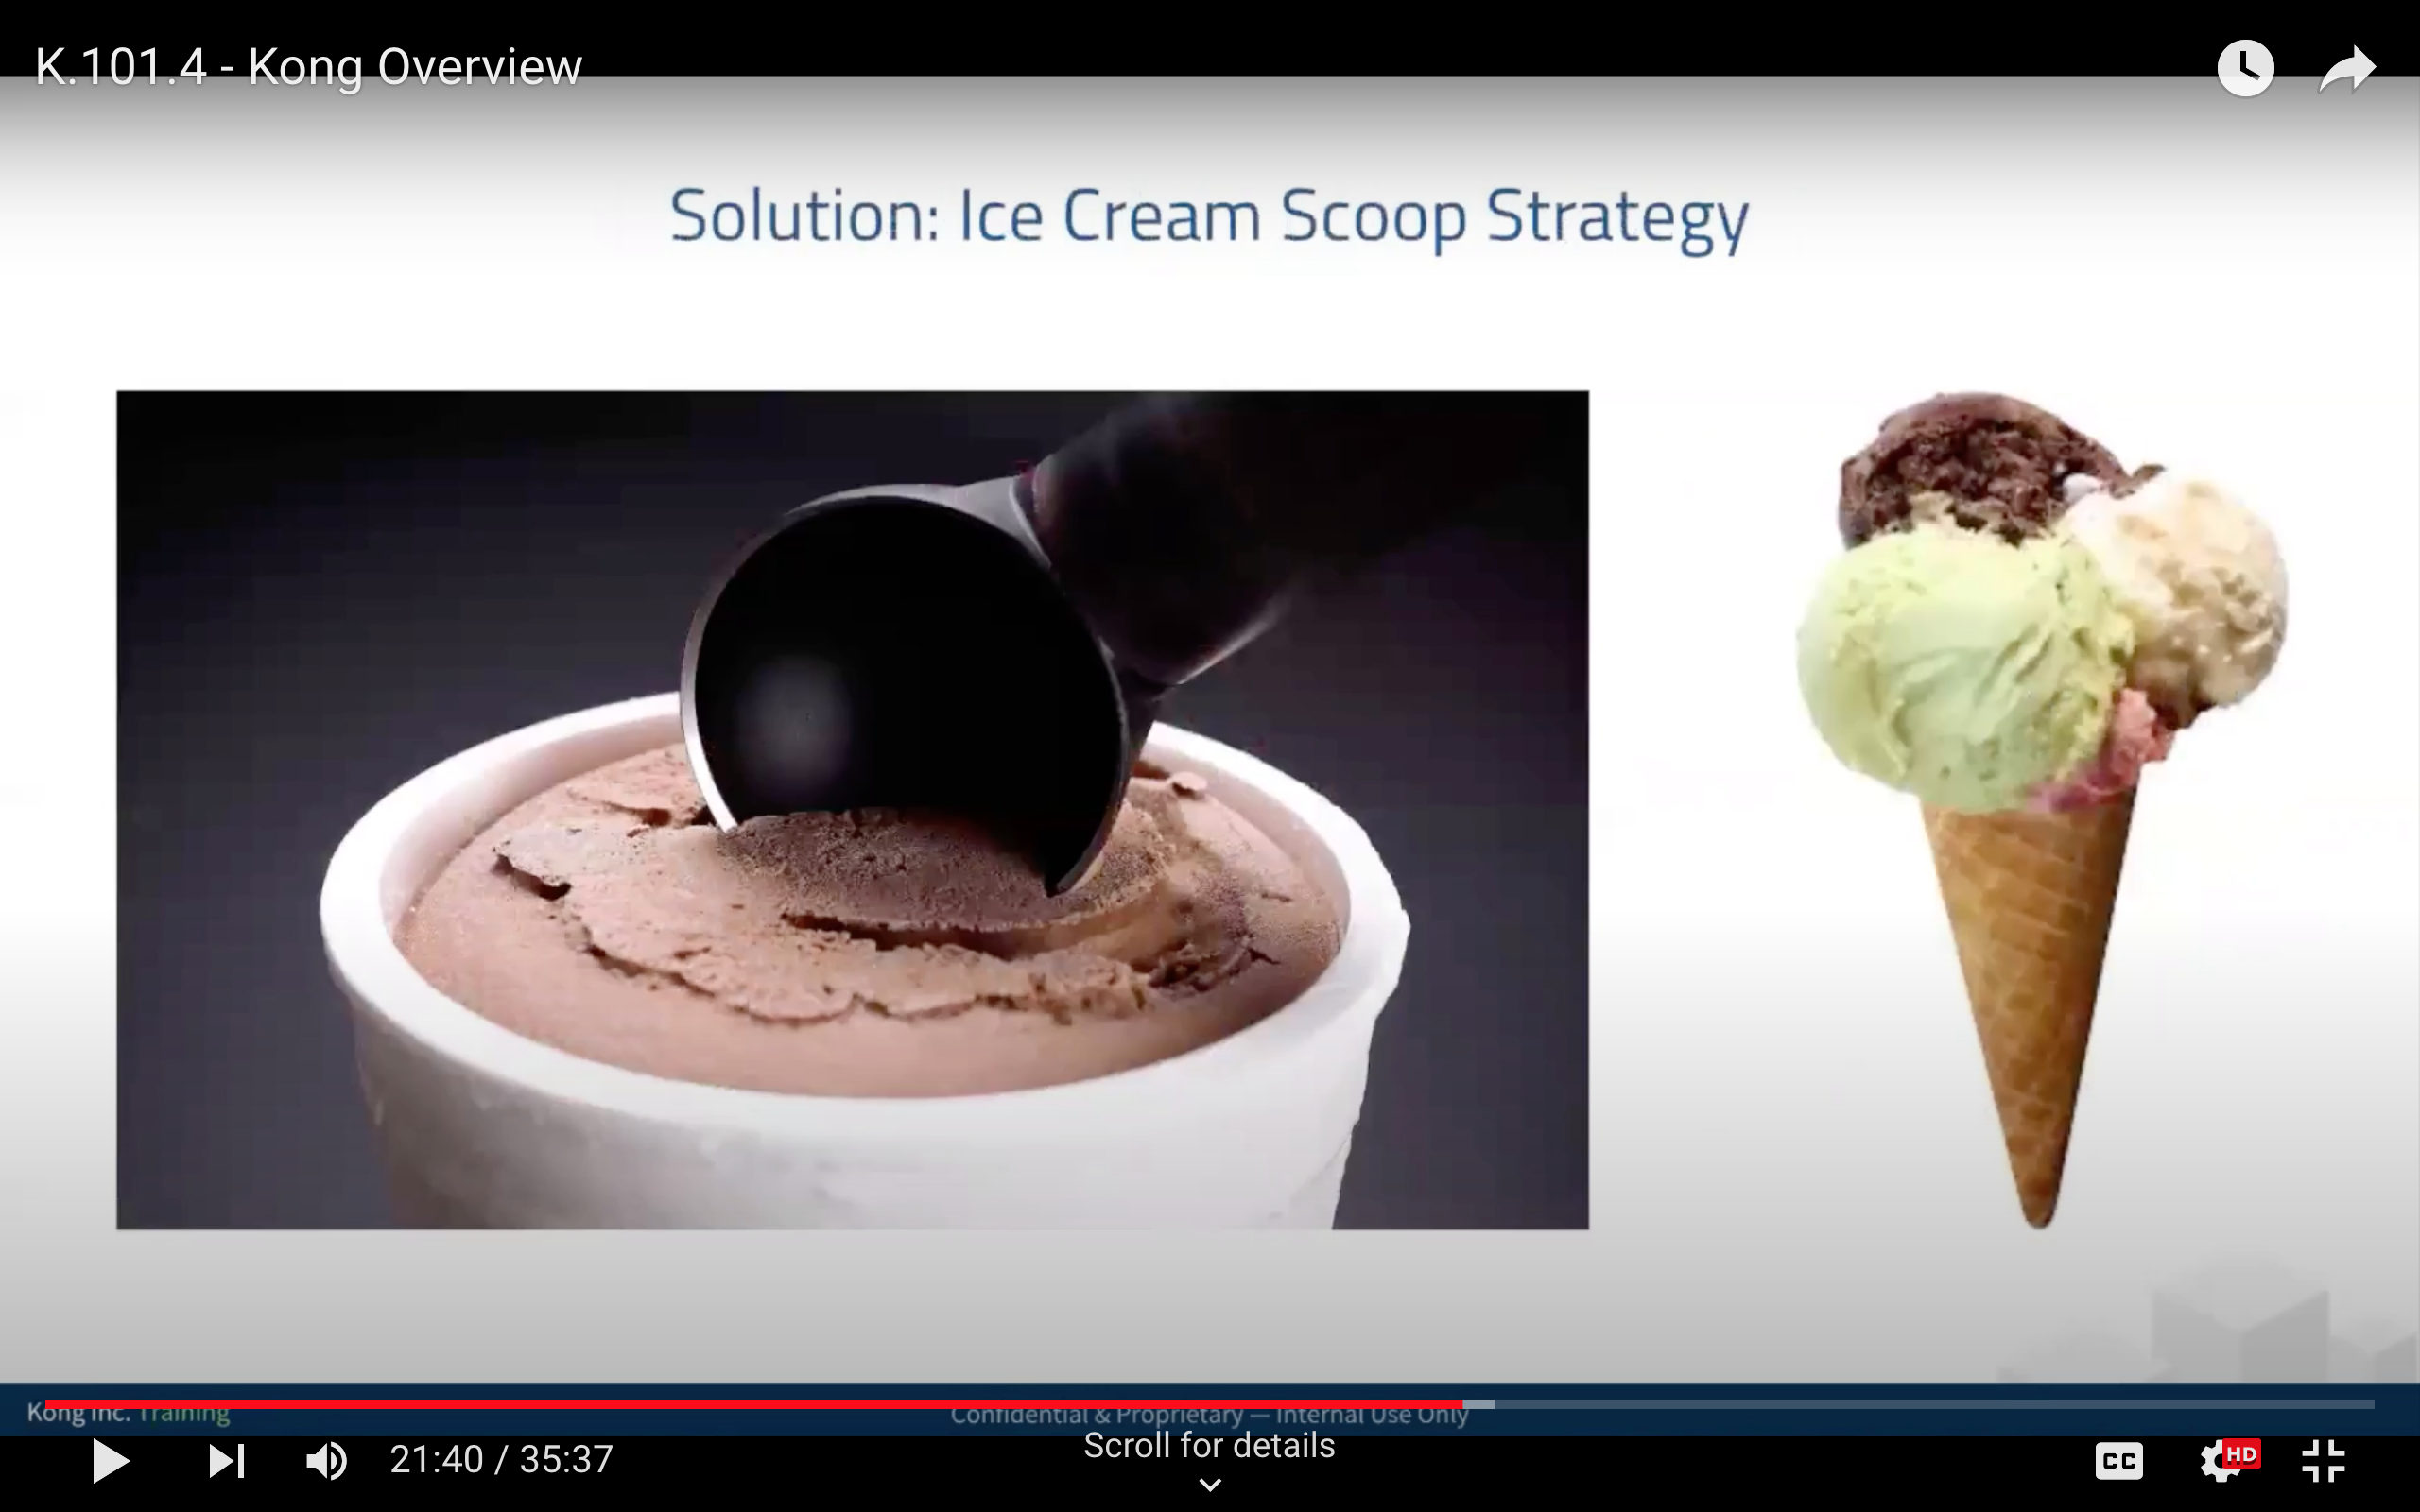 K.101.4 - Kong Overview
Solution: Ice Cream Scoop Strategy
Kong Inc. Training
Confidential & Proprietary — Internal Use Only
Scroll for details
21:40 / 35:37
CC
HD